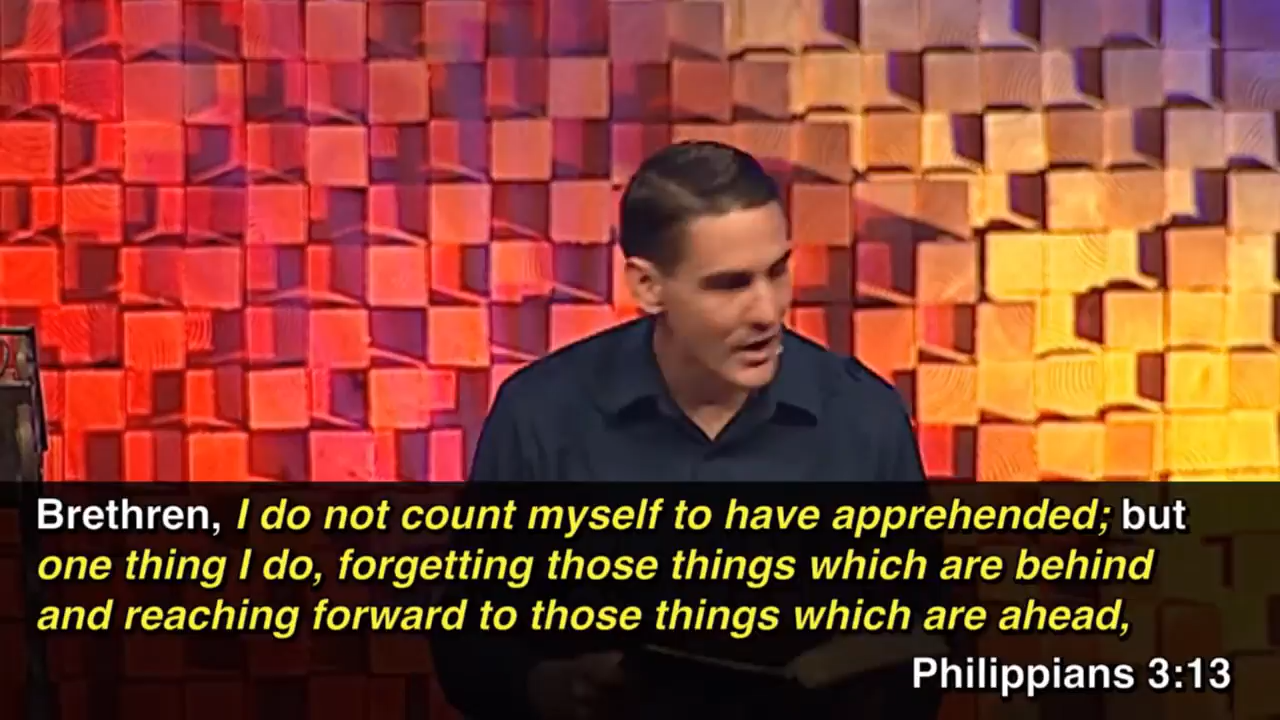 Brethren, I do not count myself to have apprehended; but
one thing I do, forgetting those things which are behind
and reaching forward to those things which are ahead,
Philippians 3:13